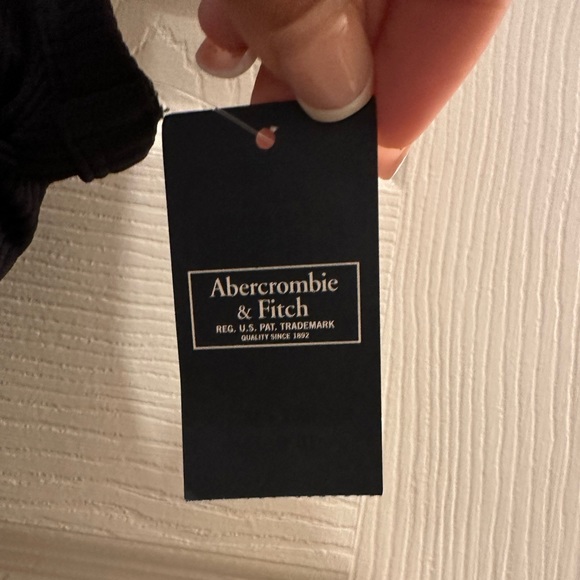 Abercrombie
& Fitch
REG. U.S. PAT. TRADEMARK
QUALITY SINCE 1892